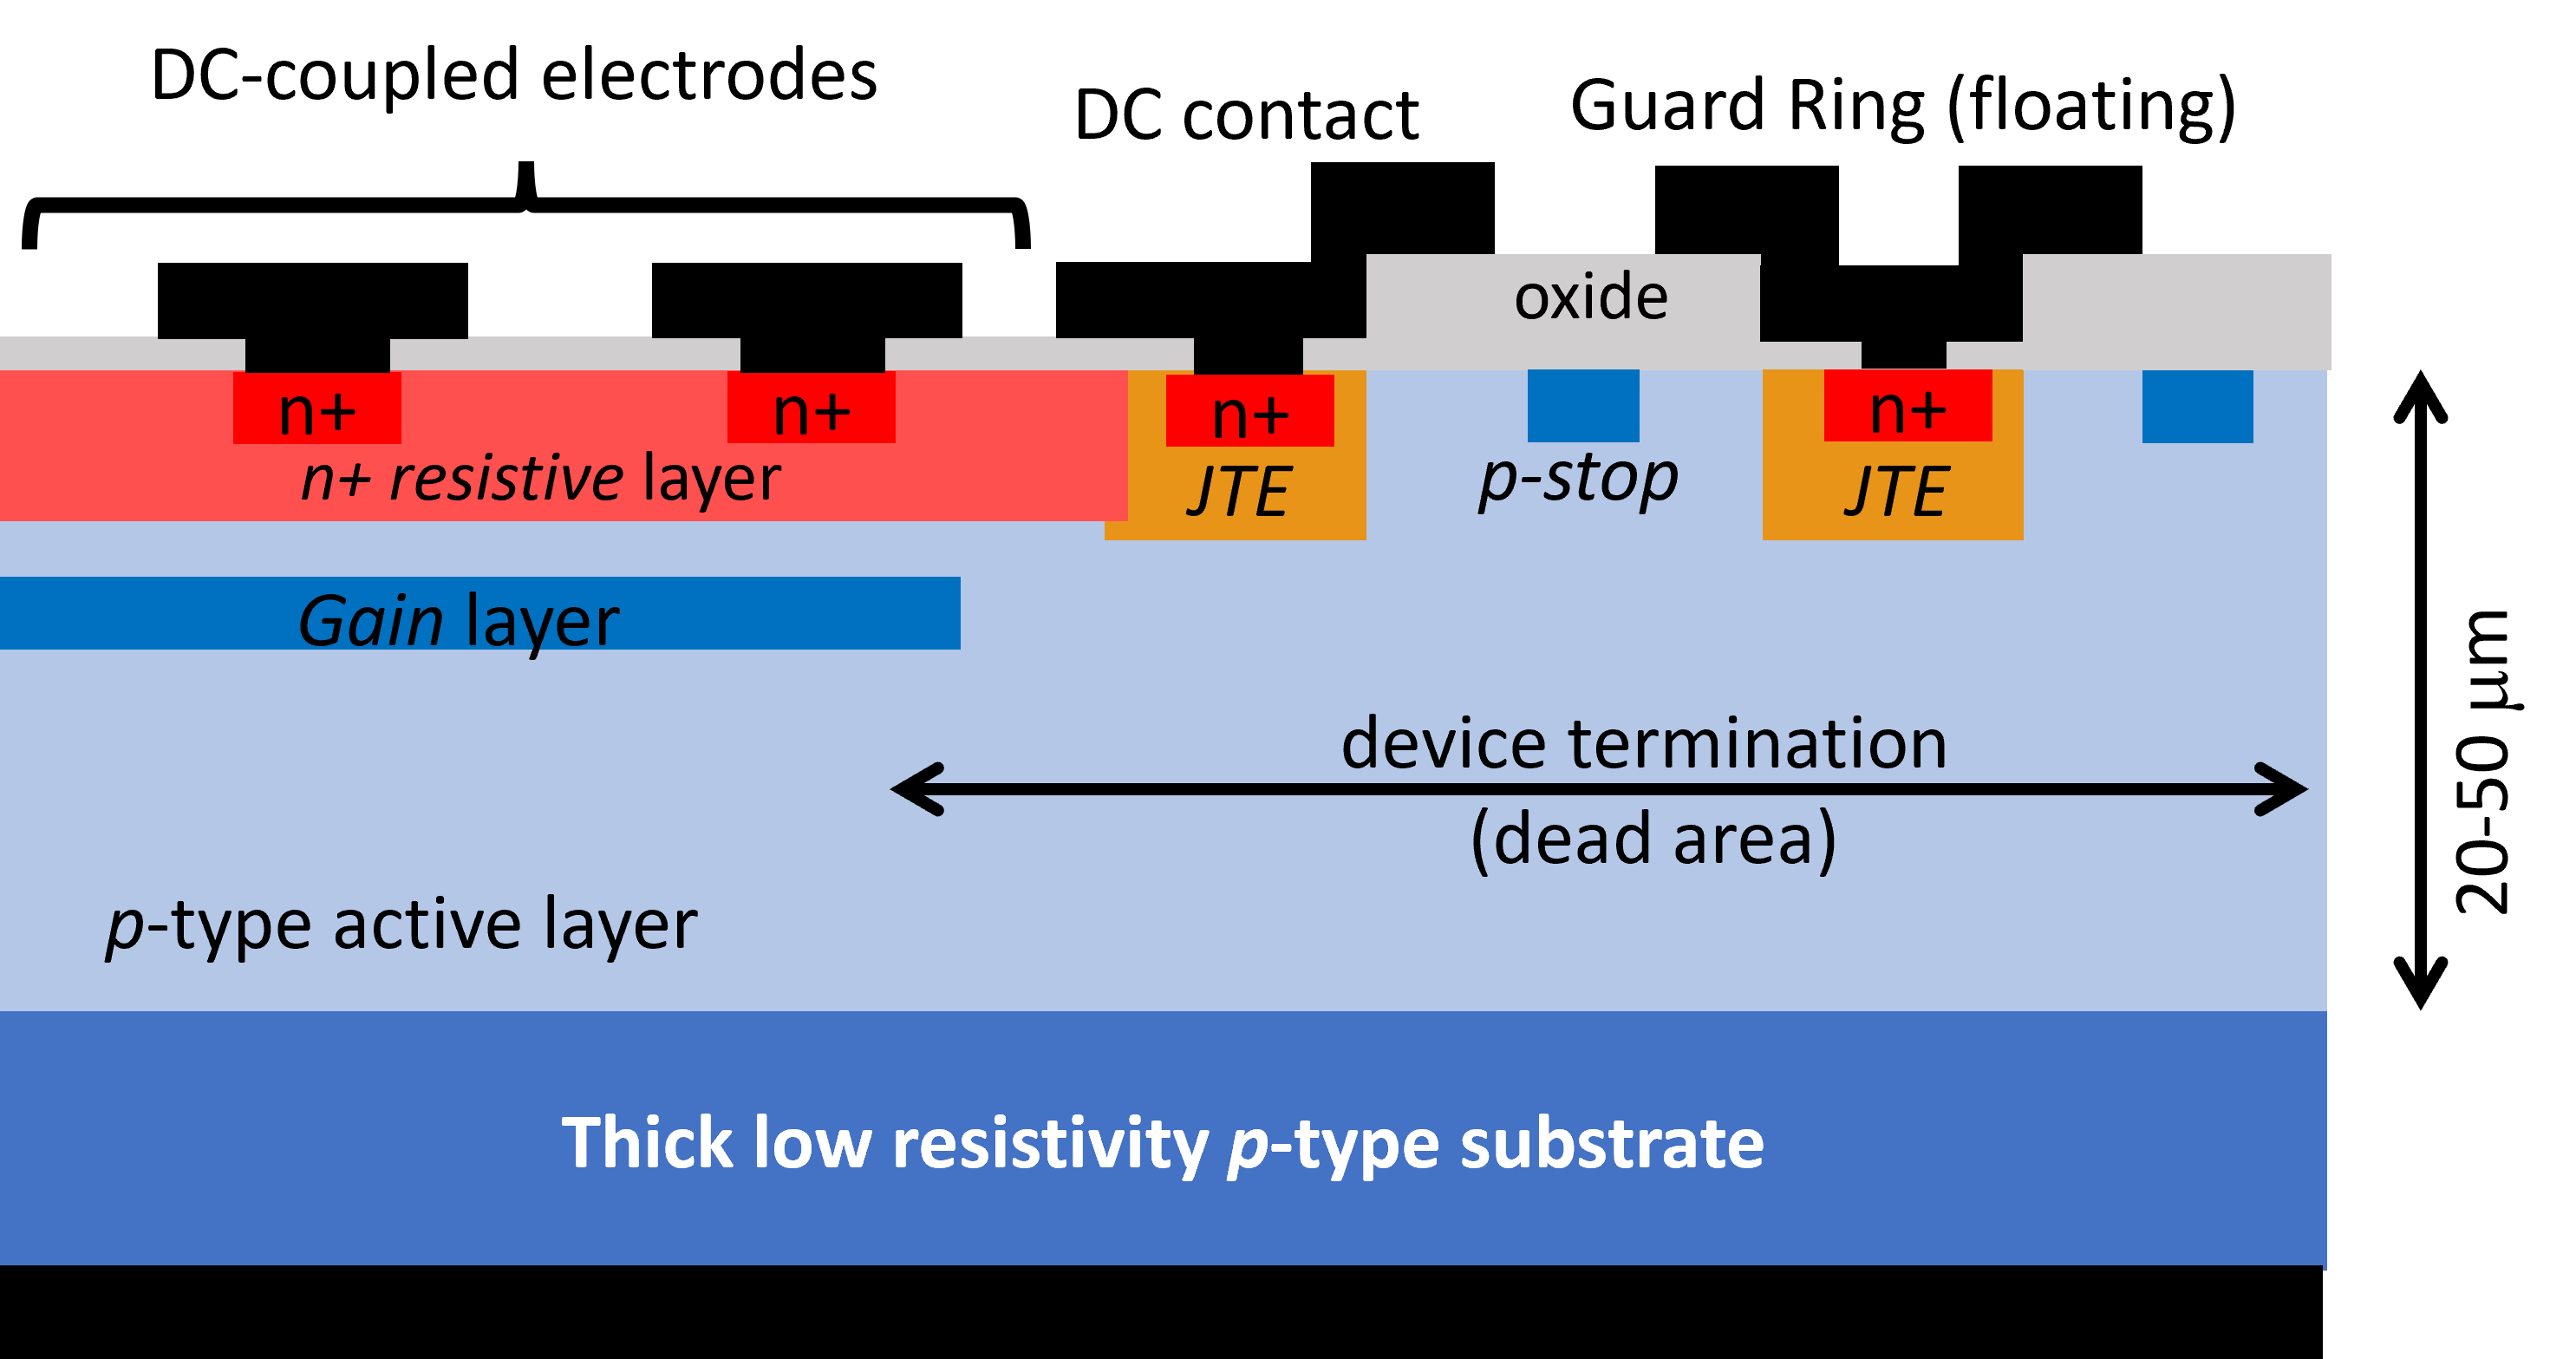 DC-coupled electrodes
DC contact
Guard Ring (floating)
oxide
n+
n+
n+
n+
n+ resistive layer
JTE
p-stop
JTE
Gain layer
device termination
(dead area)
20-50 μm
p-type active layer
Thick low resistivity p-type substrate